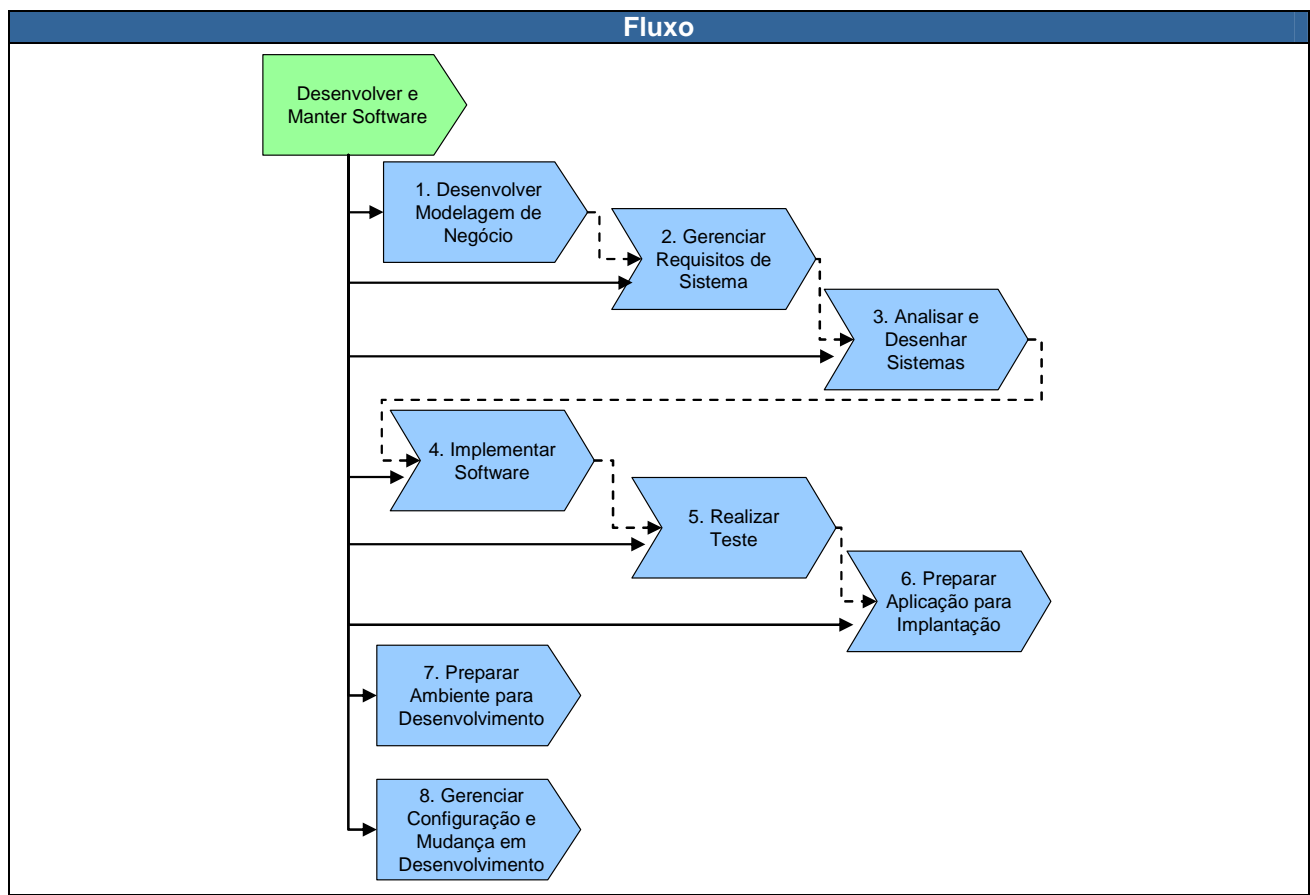 Fluxo
Desenvolver e
Manter Software
1. Desenvolver
Modelagem de
Negócio
2. Gerenciar
Requisitos de
Sistema
3. Analisar e
Desenhar
Sistemas
4. Implementar
Software
5. Realizar
Teste
6. Preparar
Aplicação para
Implantação
7. Preparar
Ambiente para
Desenvolvimento
8. Gerenciar
Configuração e
Mudança em
Desenvolvimento